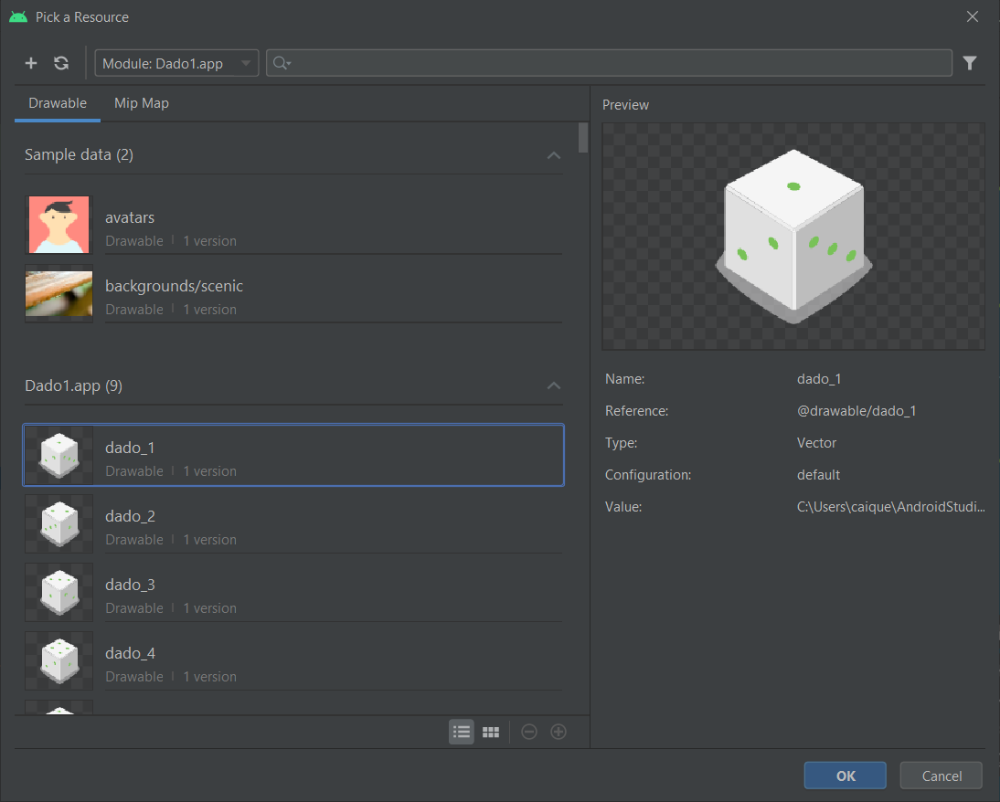 Pick a Resource
Module: Dado1.app
Drawable Mip Map
Sample data (2)
avatars
Drawable | 1 version
backgrounds/scenic
Drawable | 1 version
Dado1.app (9)
dado_1
Drawable | 1 version
dado_2
Drawable | 1 version
dado_3
Drawable | 1 version
dado_4
Drawable | 1 version
Preview
Name: dado_1
Reference: @drawable/dado_1
Type: Vector
Configuration: default
Value: C:\Users\caique\AndroidStudi...
OK Cancel